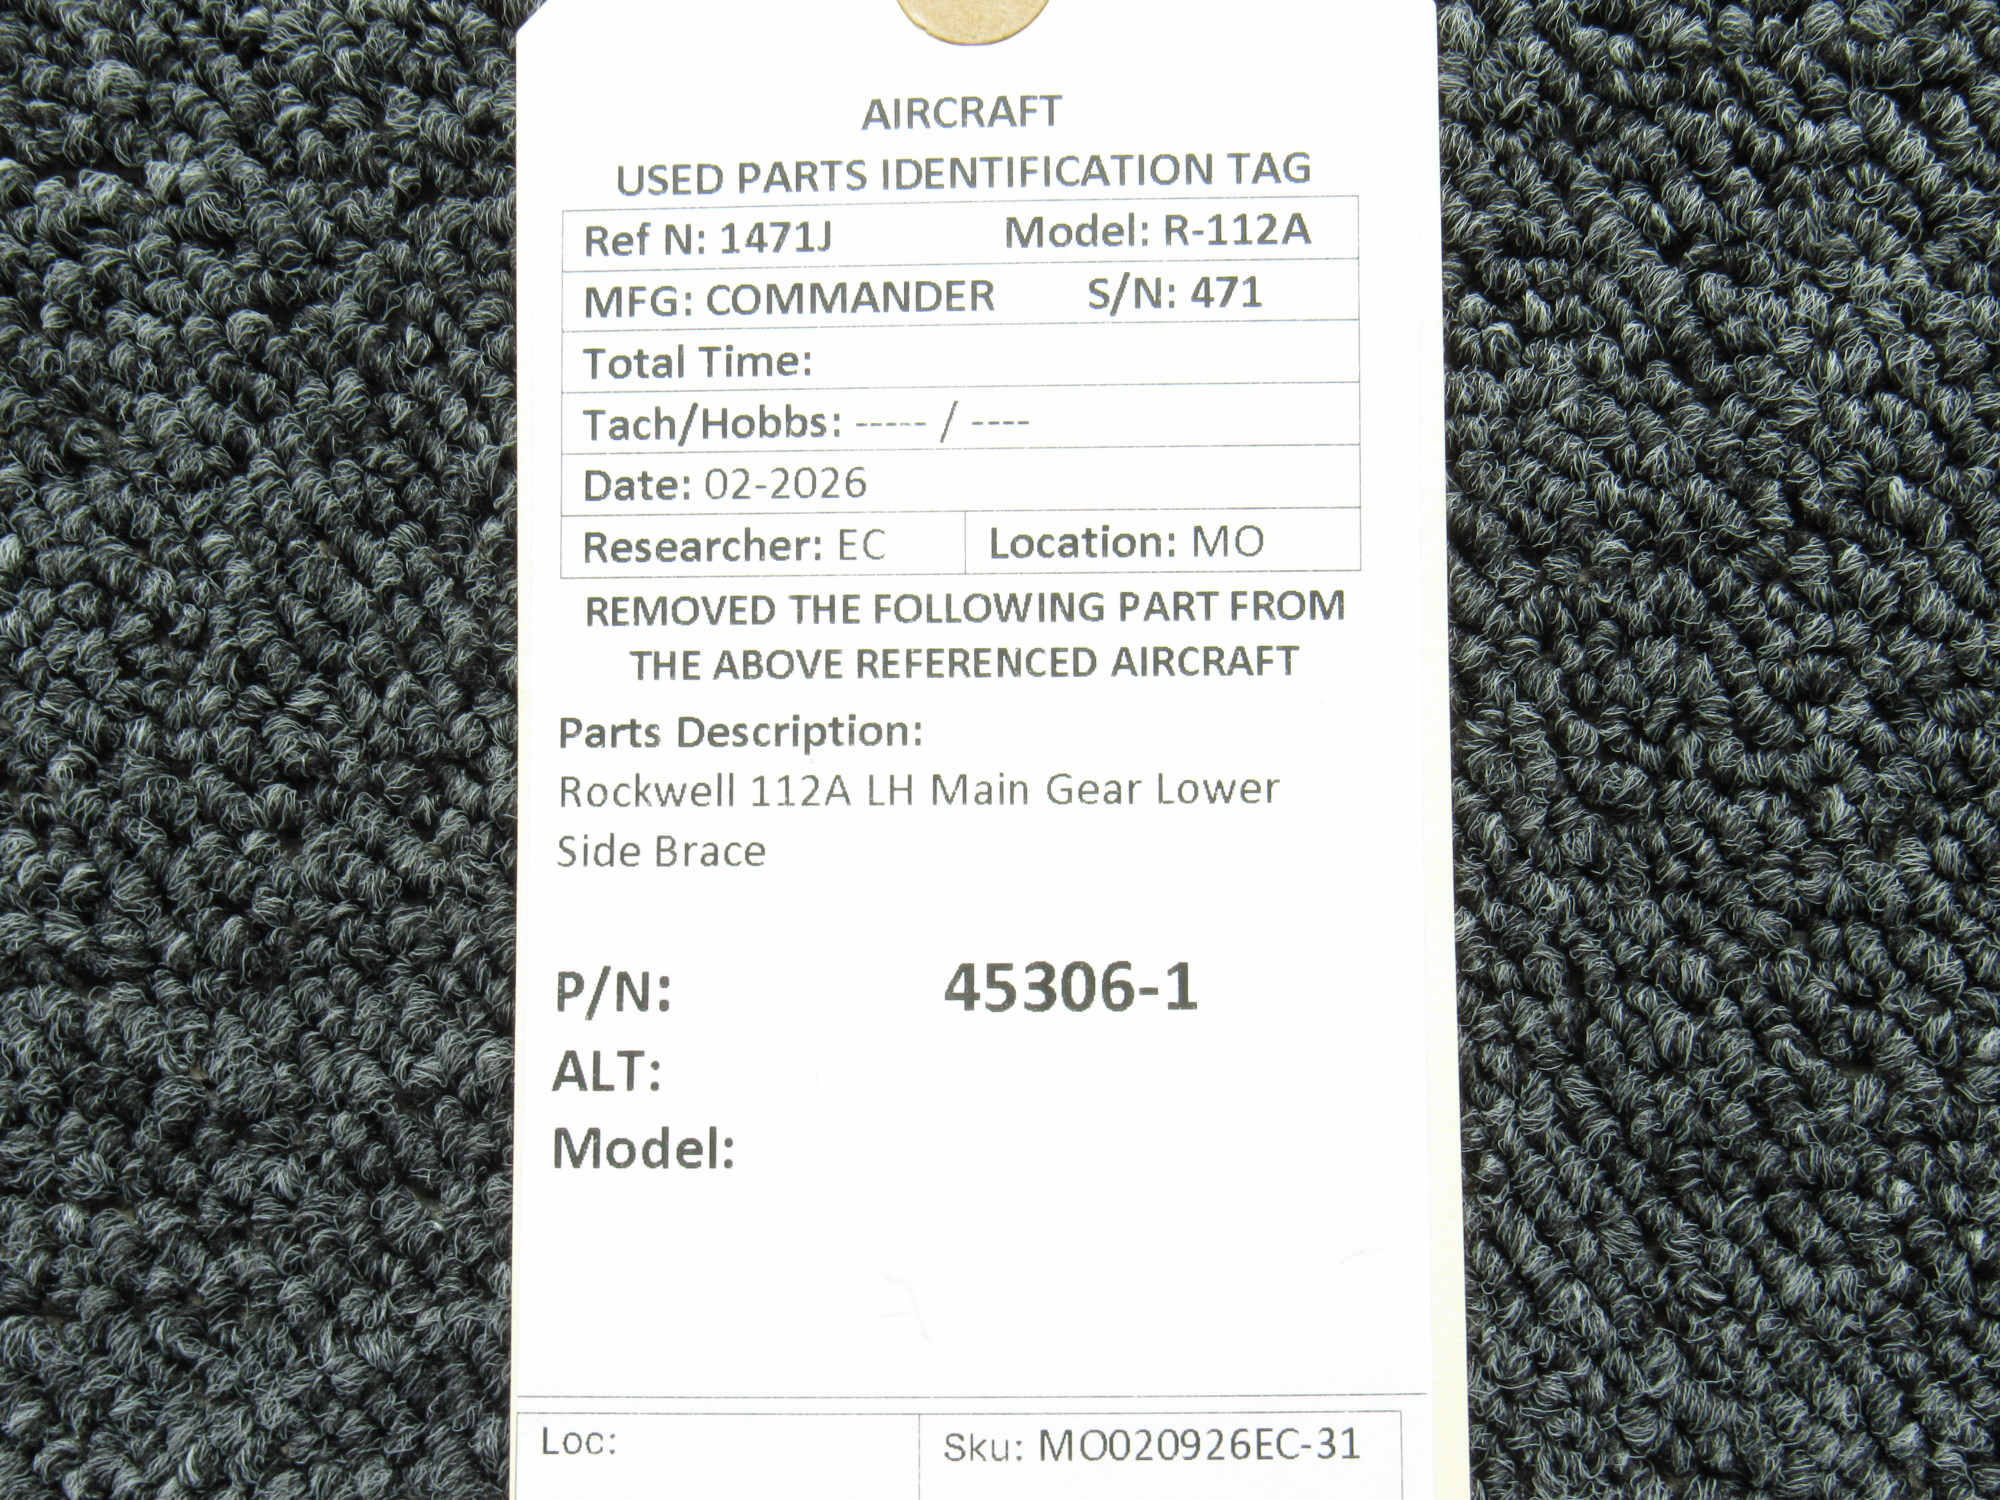 AIRCRAFT
USED PARTS IDENTIFICATION TAG
Ref N: 1471J Model: R-112A
MFG: COMMANDER S/N: 471
Total Time:
Tach/Hobbs: ----- / ----
Date: 02-2026
Researcher: EC Location: MO
REMOVED THE FOLLOWING PART FROM
THE ABOVE REFERENCED AIRCRAFT
Parts Description:
Rockwell 112A LH Main Gear Lower
Side Brace
P/N: 45306-1
ALT:
Model:
Loc: Sku: MO020926EC-31